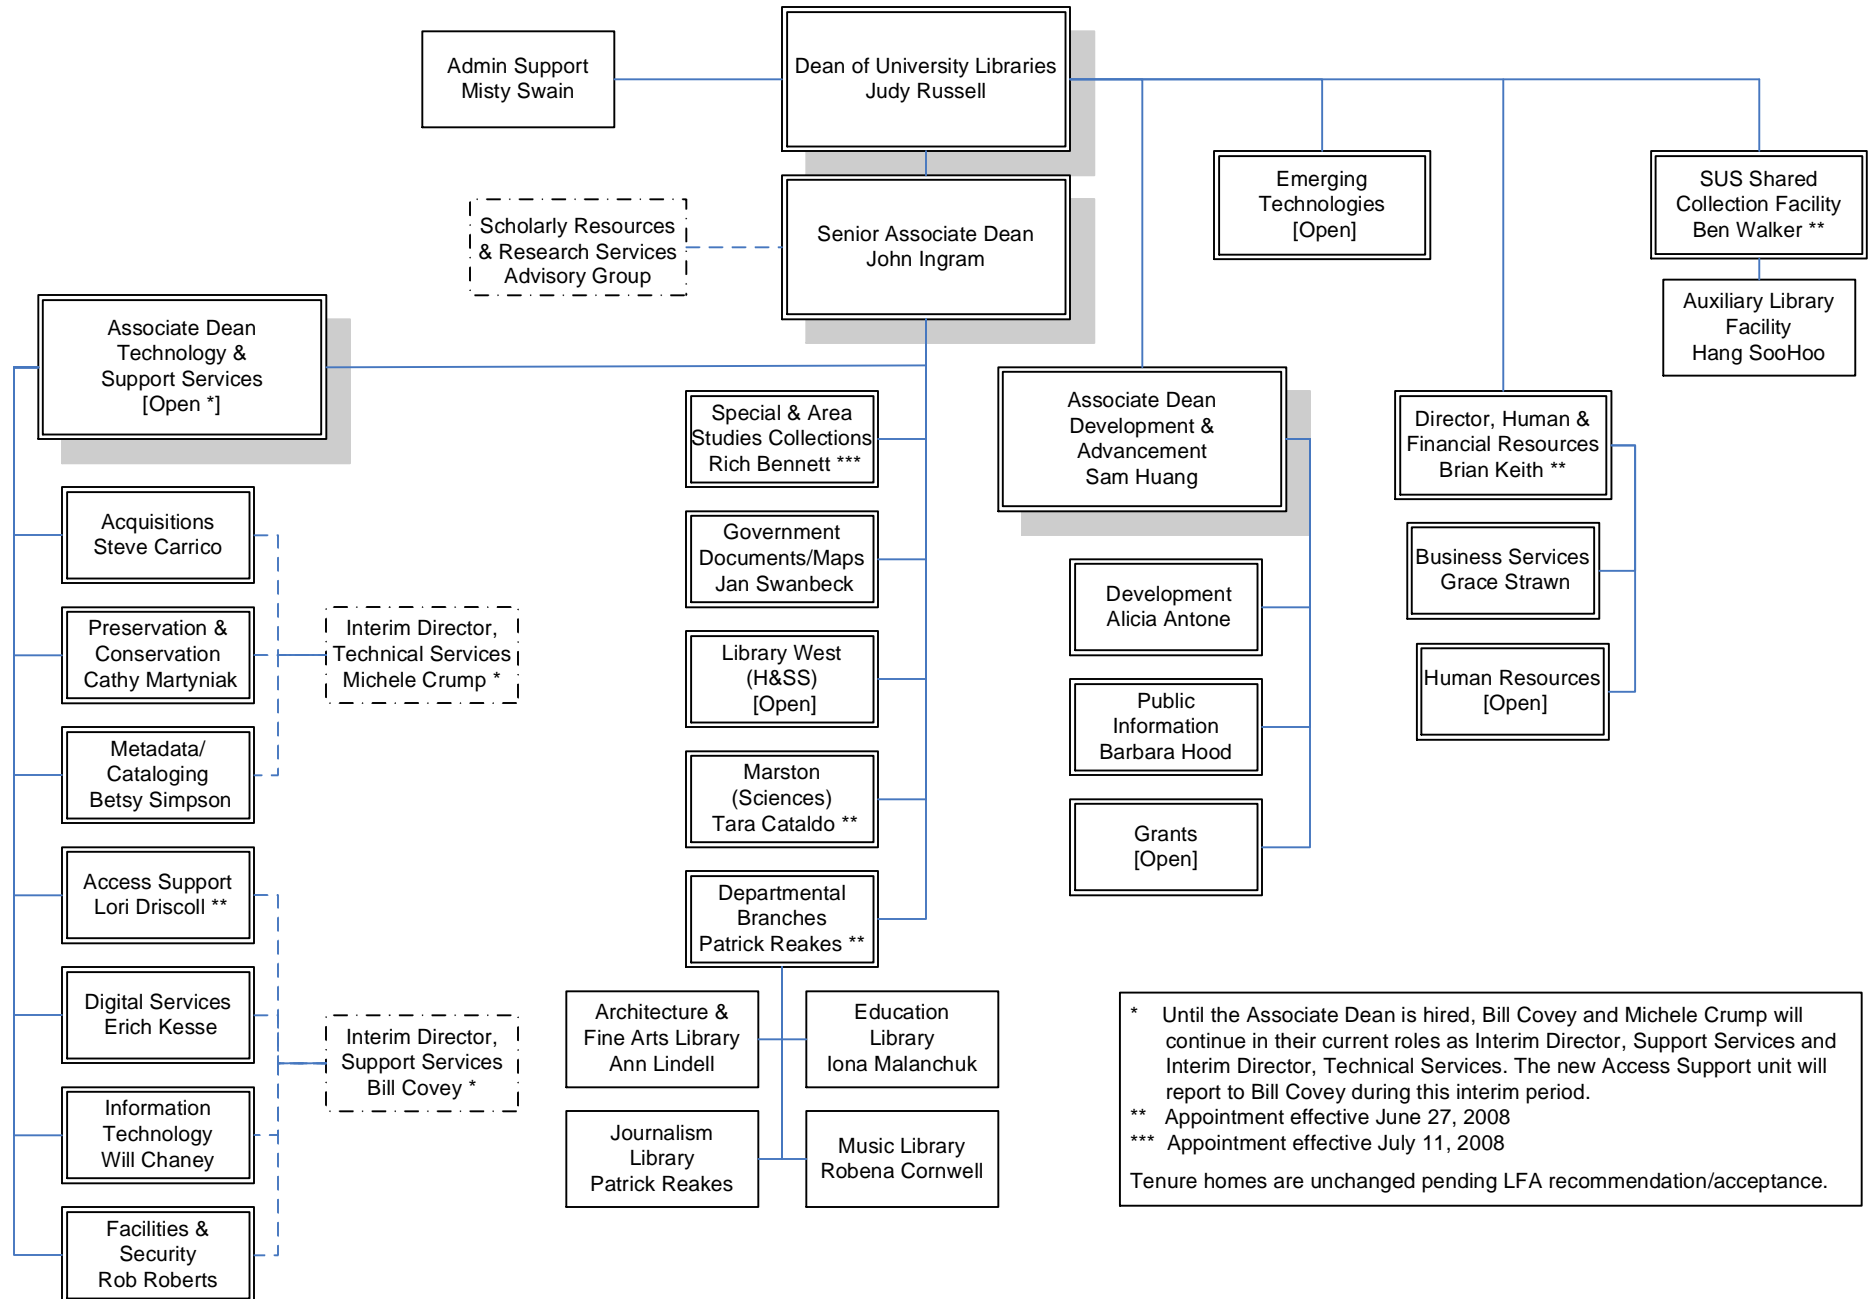 Admin Support
Misty Swain
Dean of University Libraries
Judy Russell
Scholarly Resources
& Research Services
Advisory Group
Senior Associate Dean
John Ingram
Emerging
Technologies
[Open]
SUS Shared
Collection Facility
Ben Walker **
Auxiliary Library
Facility
Hang SooHoo
Associate Dean
Technology &
Support Services
[Open *]
Acquisitions
Steve Carrico
Preservation &
Conservation
Cathy Martyniak
Metadata/
Cataloging
Betsy Simpson
Interim Director,
Technical Services
Michele Crump *
Access Support
Lori Driscoll **
Digital Services
Erich Kesse
Information
Technology
Will Chaney
Facilities &
Security
Rob Roberts
Interim Director,
Support Services
Bill Covey *
Special & Area
Studies Collections
Rich Bennett ***
Government
Documents/Maps
Jan Swanbeck
Library West
(H&SS)
[Open]
Marston
(Sciences)
Tara Cataldo **
Departmental
Branches
Patrick Reakes **
Architecture &
Fine Arts Library
Ann Lindell
Education
Library
Iona Malanchuk
Journalism
Library
Patrick Reakes
Music Library
Robena Cornwell
Associate Dean
Development &
Advancement
Sam Huang
Development
Alicia Antone
Public
Information
Barbara Hood
Grants
[Open]
Director, Human &
Financial Resources
Brian Keith **
Business Services
Grace Strawn
Human Resources
[Open]
* Until the Associate Dean is hired, Bill Covey and Michele Crump will
continue in their current roles as Interim Director, Support Services and
Interim Director, Technical Services. The new Access Support unit will
report to Bill Covey during this interim period.
** Appointment effective June 27, 2008
*** Appointment effective July 11, 2008
Tenure homes are unchanged pending LFA recommendation/acceptance.